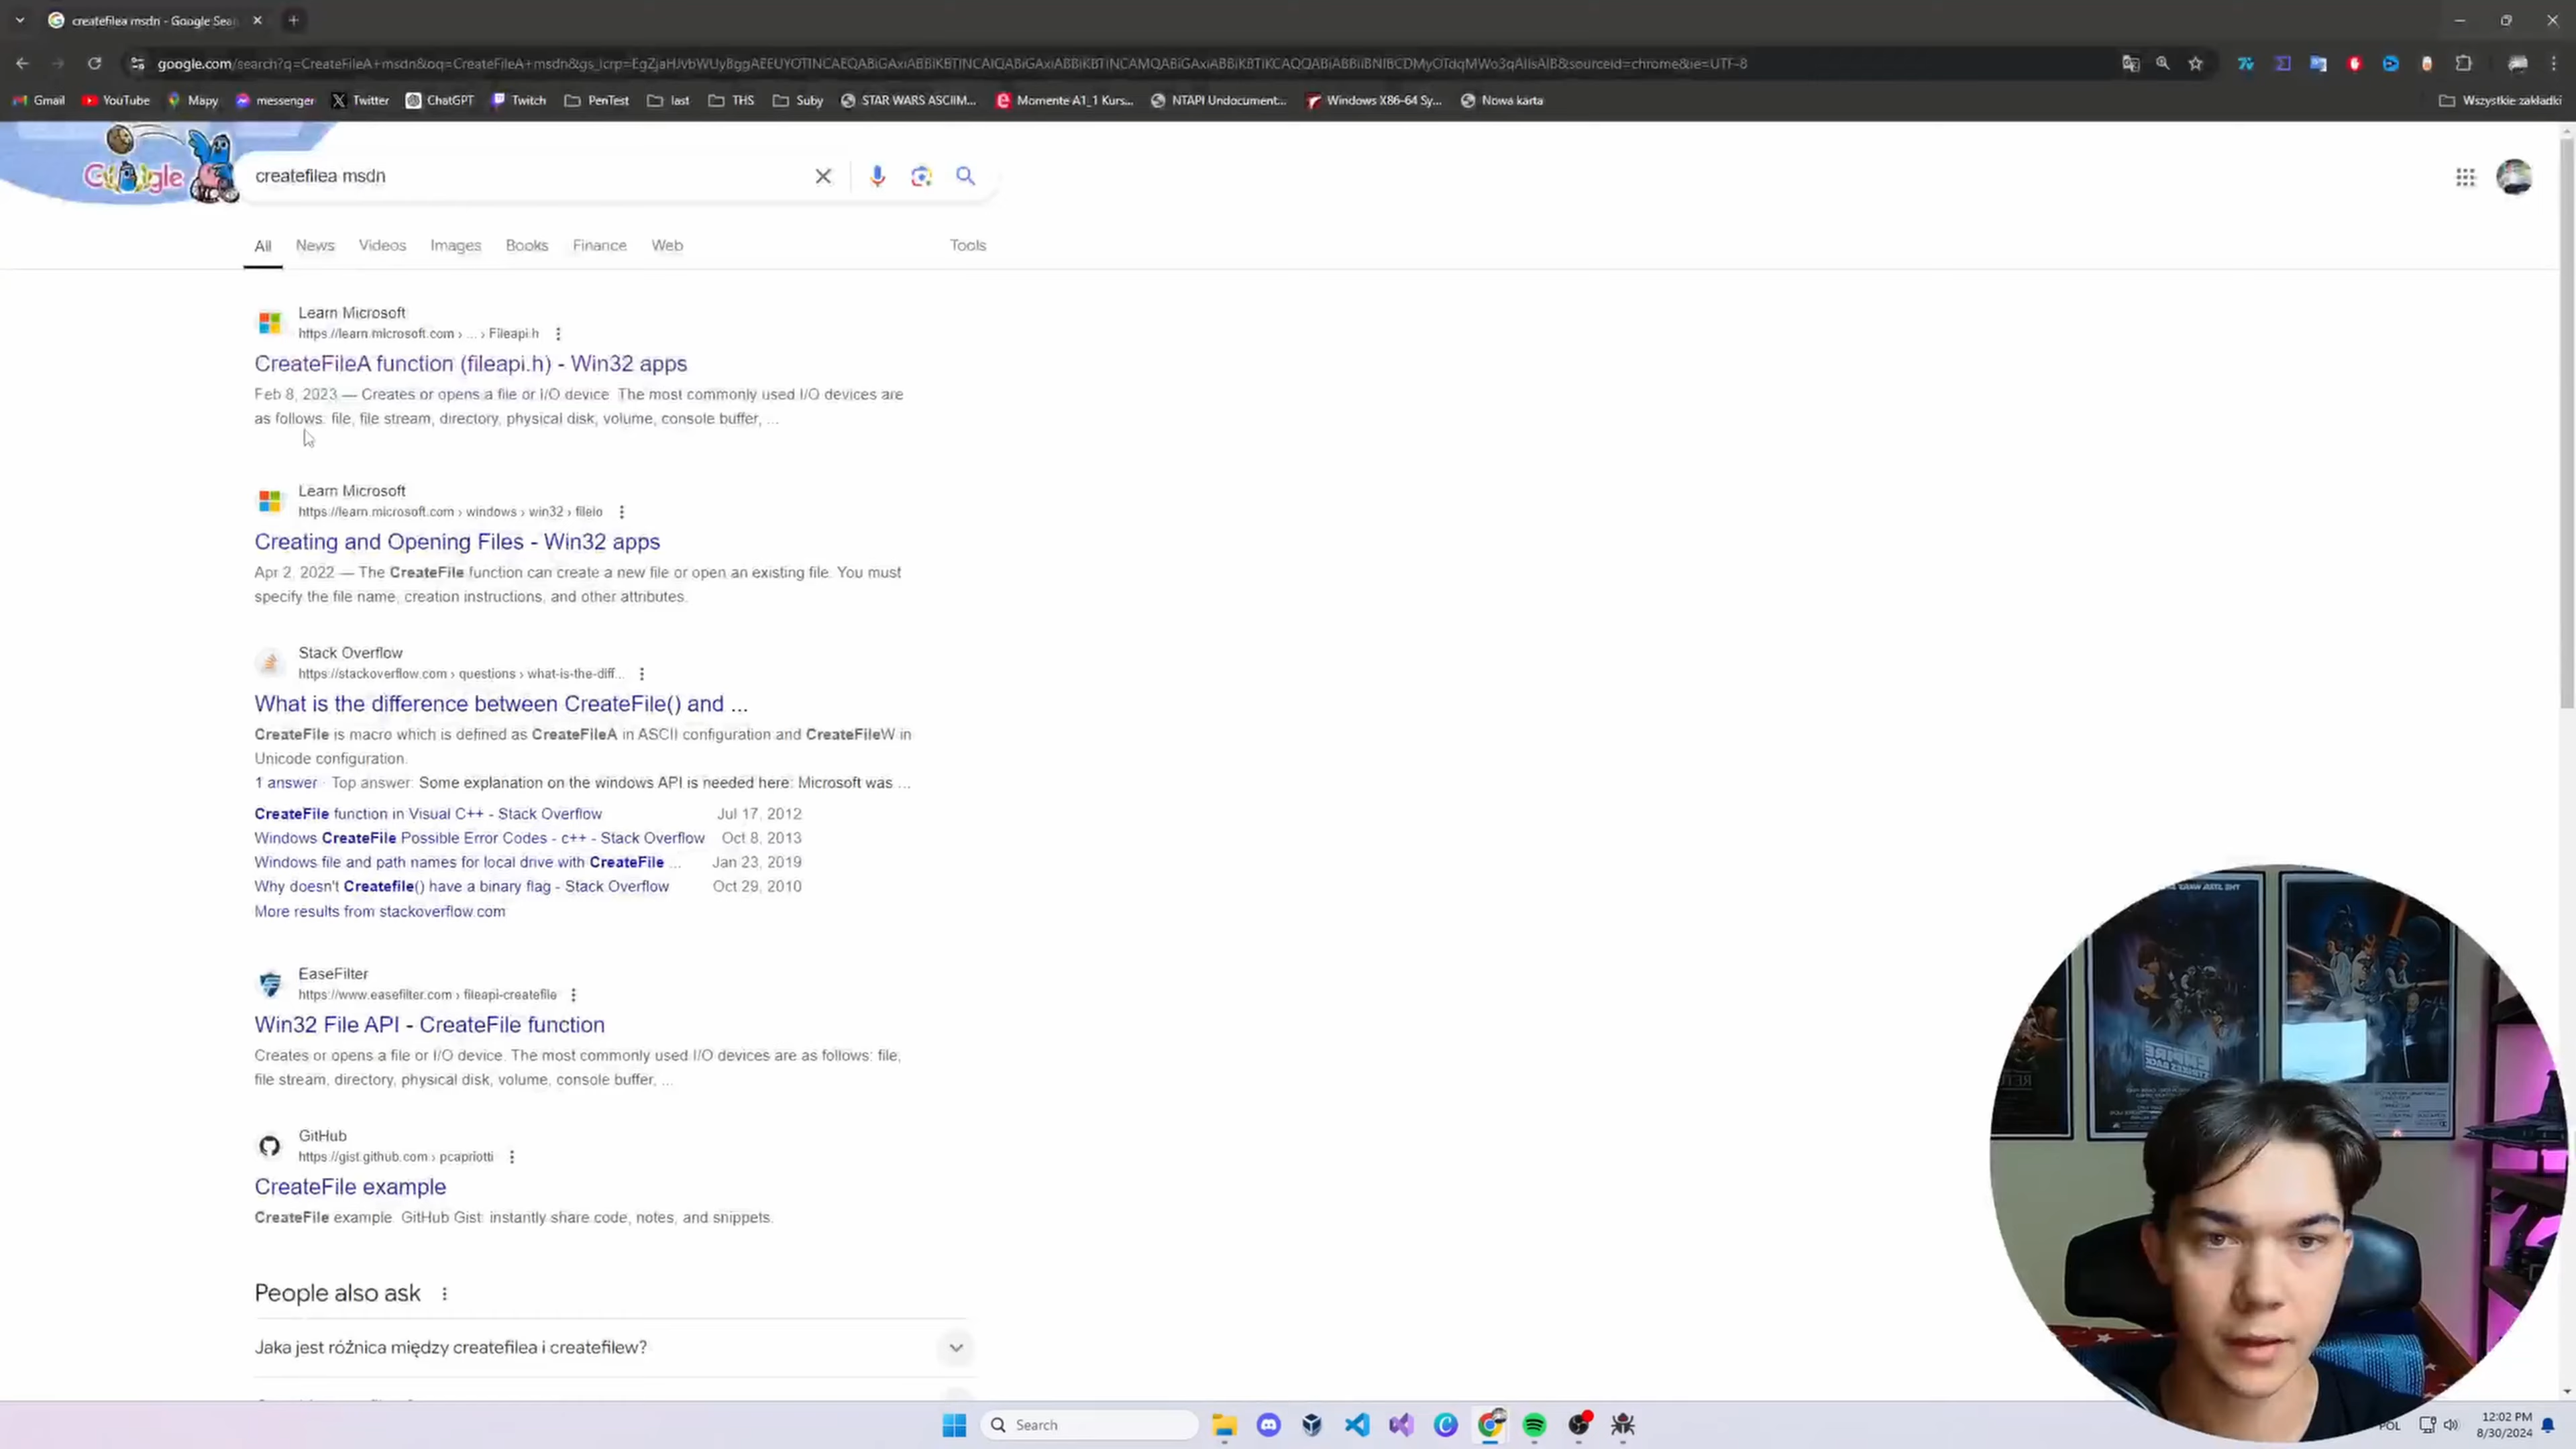 createfilea msdn - Google Sea
google.com/search?q=CreateFileA+msdn&oq=CreateFileA+msdn&gs_lcrp=
&sourceid=chrome&ie=UTF-8
Gmail YouTube Mapy messenger Twitter ChatGPT Twitch PenTest last THS Suby STAR WARS ASCIIM... Momente A1_1 Kurs... NTAPI Undocument... Windows X86-64 Sy... Nowa karta Wszystkie zakładki
Google
createfilea msdn
All News Videos Images Books Finance Web Tools
Learn Microsoft
https://learn.microsoft.com › ... › Fileapi.h
CreateFileA function (fileapi.h) - Win32 apps
Feb 8, 2023 — Creates or opens a file or I/O device. The most commonly used I/O devices are
as follows: file, file stream, directory, physical disk, volume, console buffer, ...
Learn Microsoft
https://learn.microsoft.com › windows › win32 › fileio
Creating and Opening Files - Win32 apps
Apr 2, 2022 — The CreateFile function can create a new file or open an existing file. You must
specify the file name, creation instructions, and other attributes.
Stack Overflow
https://stackoverflow.com › questions › what-is-the-diff...
What is the difference between CreateFile() and ...
CreateFile is macro which is defined as CreateFileA in ASCII configuration and CreateFileW in
Unicode configuration.
1 answer · Top answer: Some explanation on the windows API is needed here: Microsoft was ...
CreateFile function in Visual C++ - Stack Overflow Jul 17, 2012
Windows CreateFile Possible Error Codes - c++ - Stack Overflow Oct 8, 2013
Windows file and path names for local drive with CreateFile ... Jan 23, 2019
Why doesn't Createfile() have a binary flag - Stack Overflow Oct 29, 2010
More results from stackoverflow.com
EaseFilter
https://www.easefilter.com › fileapi-createfile
Win32 File API - CreateFile function
Creates or opens a file or I/O device. The most commonly used I/O devices are as follows: file,
file stream, directory, physical disk, volume, console buffer, ...
GitHub
https://gist.github.com › pcapriotti
CreateFile example
CreateFile example. GitHub Gist: instantly share code, notes, and snippets.
People also ask
Jaka jest różnica między createfilea i createfilew?
EMPIRE
STRIKES BACK
Search
POL
12:02 PM
8/30/2024